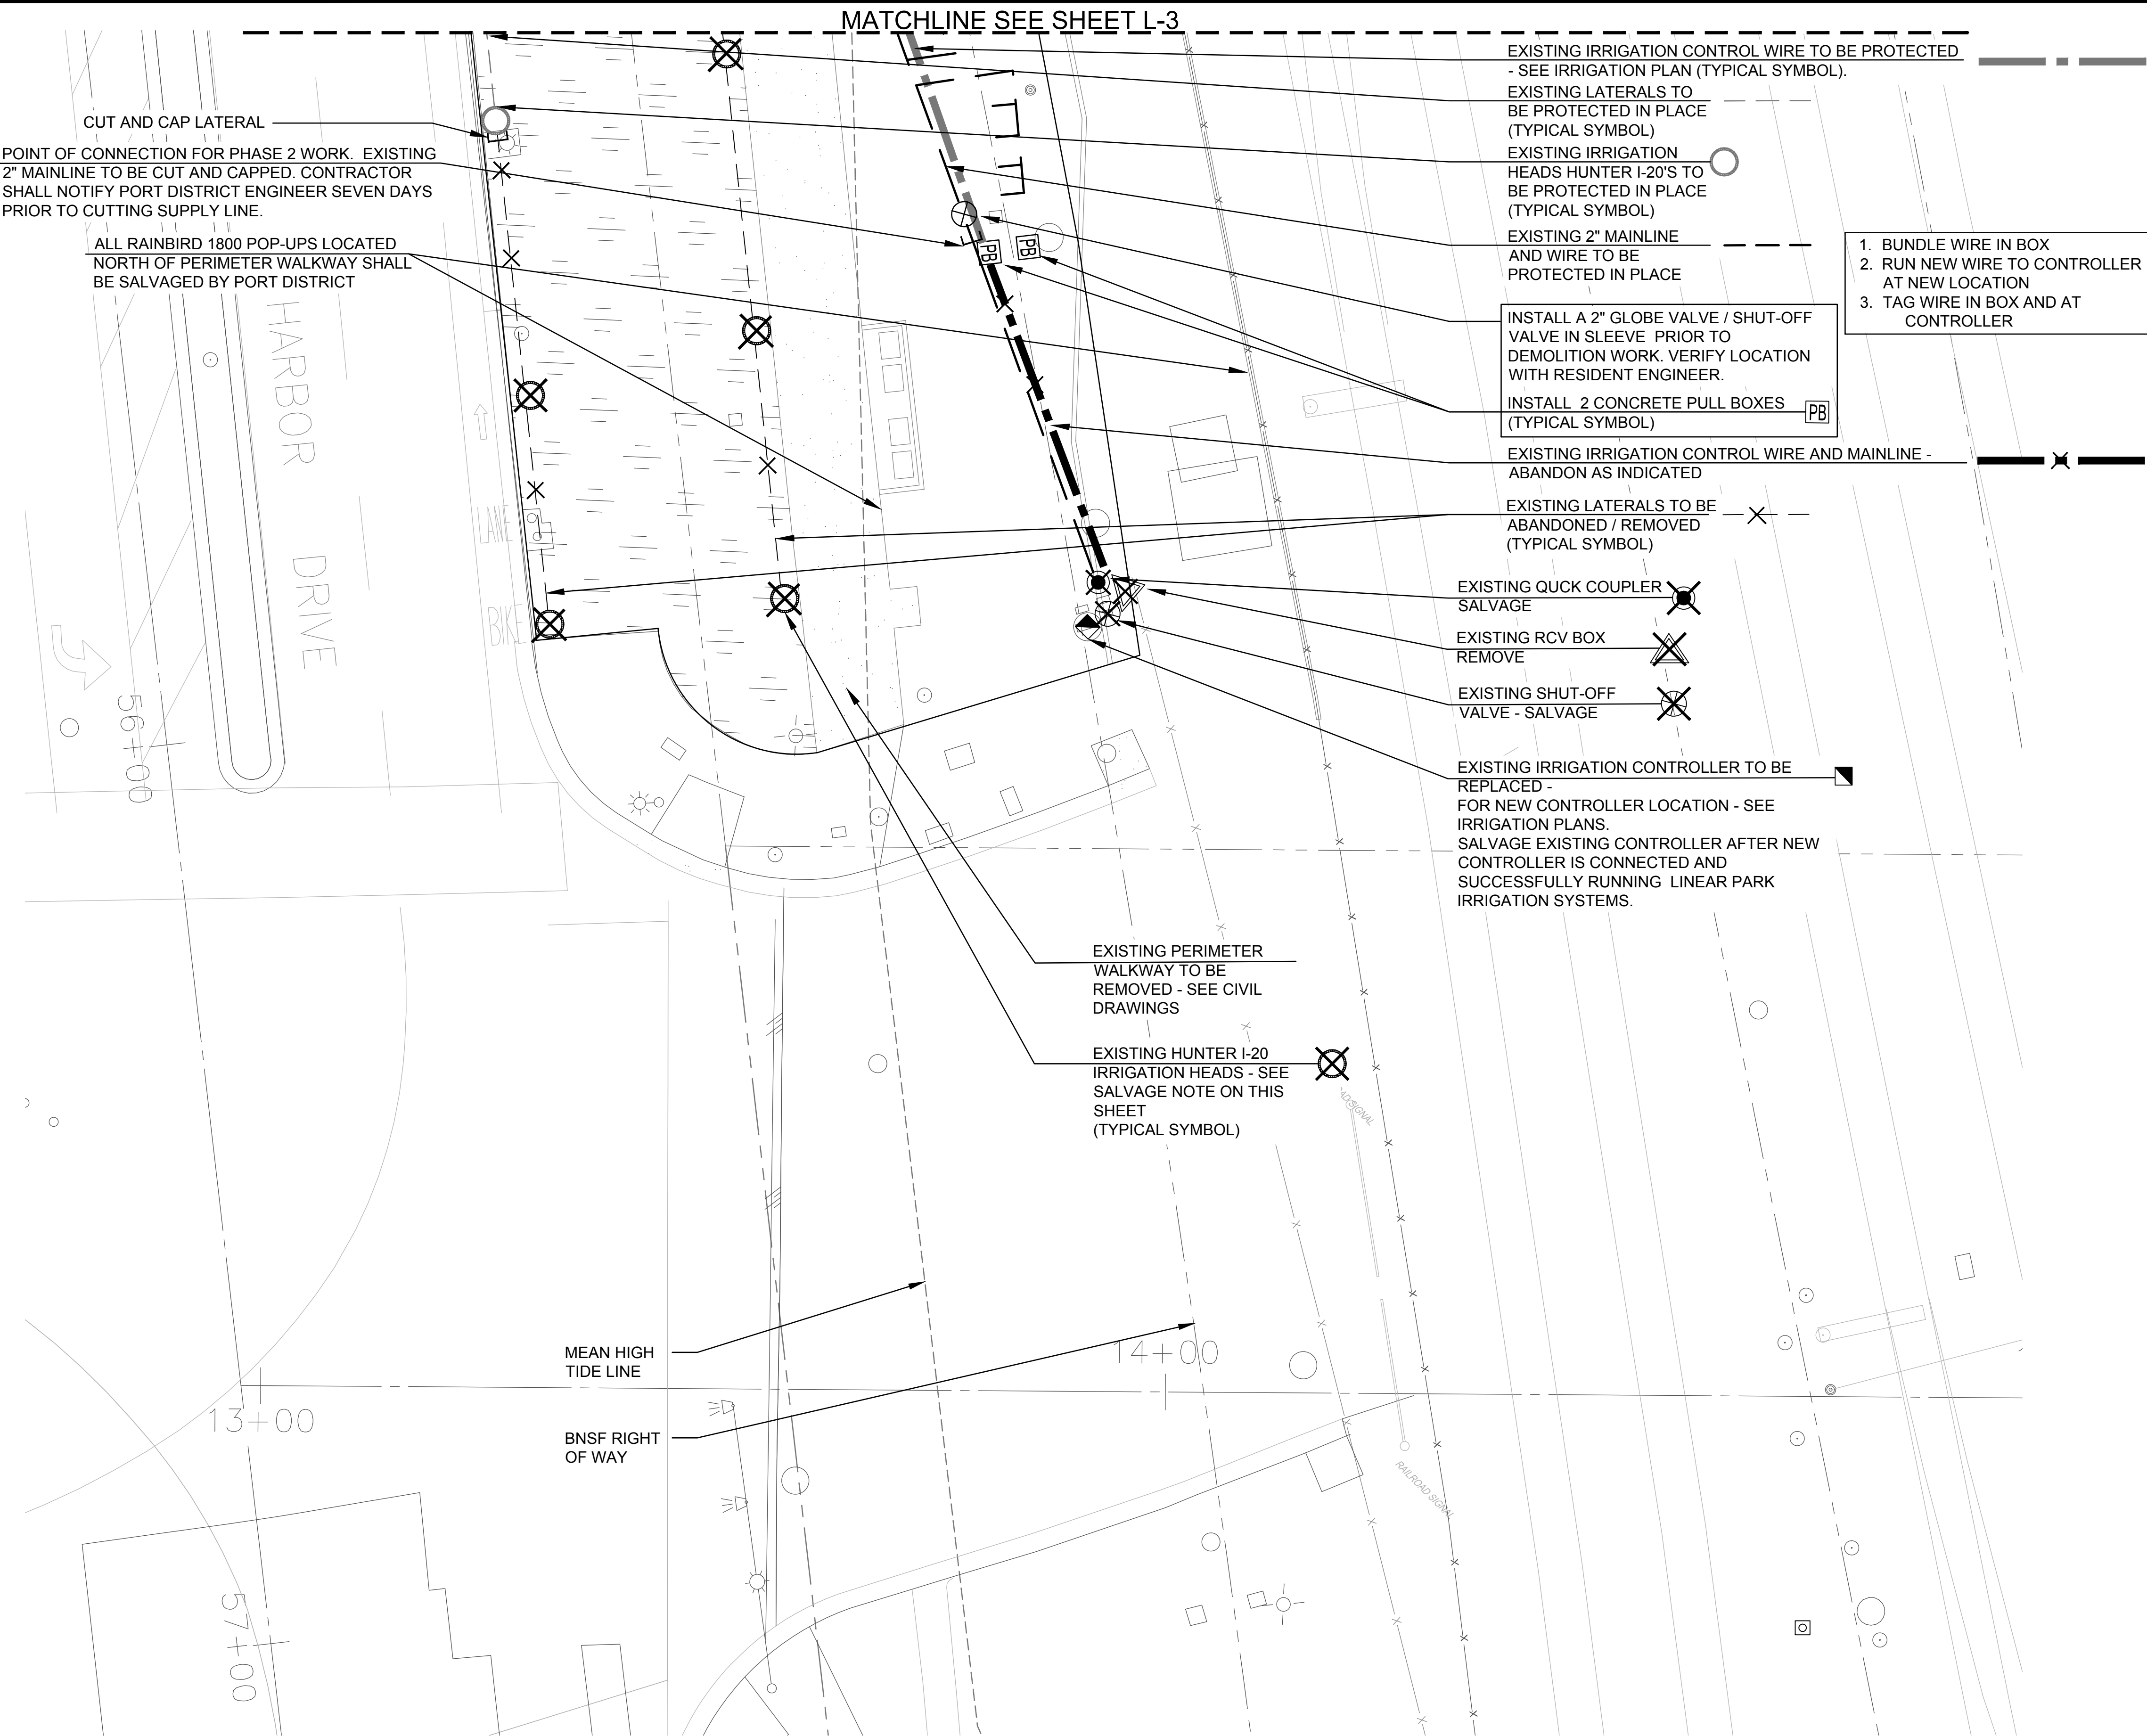 MATCHLINE SEE SHEET L-3
EXISTING IRRIGATION CONTROL WIRE TO BE PROTECTED
- SEE IRRIGATION PLAN (TYPICAL SYMBOL).
EXISTING LATERALS TO
BE PROTECTED IN PLACE
(TYPICAL SYMBOL)
EXISTING IRRIGATION
HEADS HUNTER I-20'S TO
BE PROTECTED IN PLACE
(TYPICAL SYMBOL)
EXISTING 2" MAINLINE
AND WIRE TO BE
PROTECTED IN PLACE
1. BUNDLE WIRE IN BOX
2. RUN NEW WIRE TO CONTROLLER
AT NEW LOCATION
3. TAG WIRE IN BOX AND AT
CONTROLLER
INSTALL A 2" GLOBE VALVE / SHUT-OFF
VALVE IN SLEEVE PRIOR TO
DEMOLITION WORK. VERIFY LOCATION
WITH RESIDENT ENGINEER.
INSTALL 2 CONCRETE PULL BOXES
(TYPICAL SYMBOL)
PB
EXISTING IRRIGATION CONTROL WIRE AND MAINLINE -
ABANDON AS INDICATED
EXISTING LATERALS TO BE
ABANDONED / REMOVED
(TYPICAL SYMBOL)
EXISTING QUCK COUPLER
SALVAGE
EXISTING RCV BOX
REMOVE
EXISTING SHUT-OFF
VALVE - SALVAGE
EXISTING IRRIGATION CONTROLLER TO BE
REPLACED -
FOR NEW CONTROLLER LOCATION - SEE
IRRIGATION PLANS.
SALVAGE EXISTING CONTROLLER AFTER NEW
CONTROLLER IS CONNECTED AND
SUCCESSFULLY RUNNING LINEAR PARK
IRRIGATION SYSTEMS.
CUT AND CAP LATERAL
POINT OF CONNECTION FOR PHASE 2 WORK. EXISTING
2" MAINLINE TO BE CUT AND CAPPED. CONTRACTOR
SHALL NOTIFY PORT DISTRICT ENGINEER SEVEN DAYS
PRIOR TO CUTTING SUPPLY LINE.
ALL RAINBIRD 1800 POP-UPS LOCATED
NORTH OF PERIMETER WALKWAY SHALL
BE SALVAGED BY PORT DISTRICT
PB
PB
HARBOR DRIVE
BIKE LANE
56+00
EXISTING PERIMETER
WALKWAY TO BE
REMOVED - SEE CIVIL
DRAWINGS
EXISTING HUNTER I-20
IRRIGATION HEADS - SEE
SALVAGE NOTE ON THIS
SHEET
(TYPICAL SYMBOL)
AD SIGNAL
MEAN HIGH
TIDE LINE
14+00
13+00
BNSF RIGHT
OF WAY
RAILROAD SIGNAL
57+00